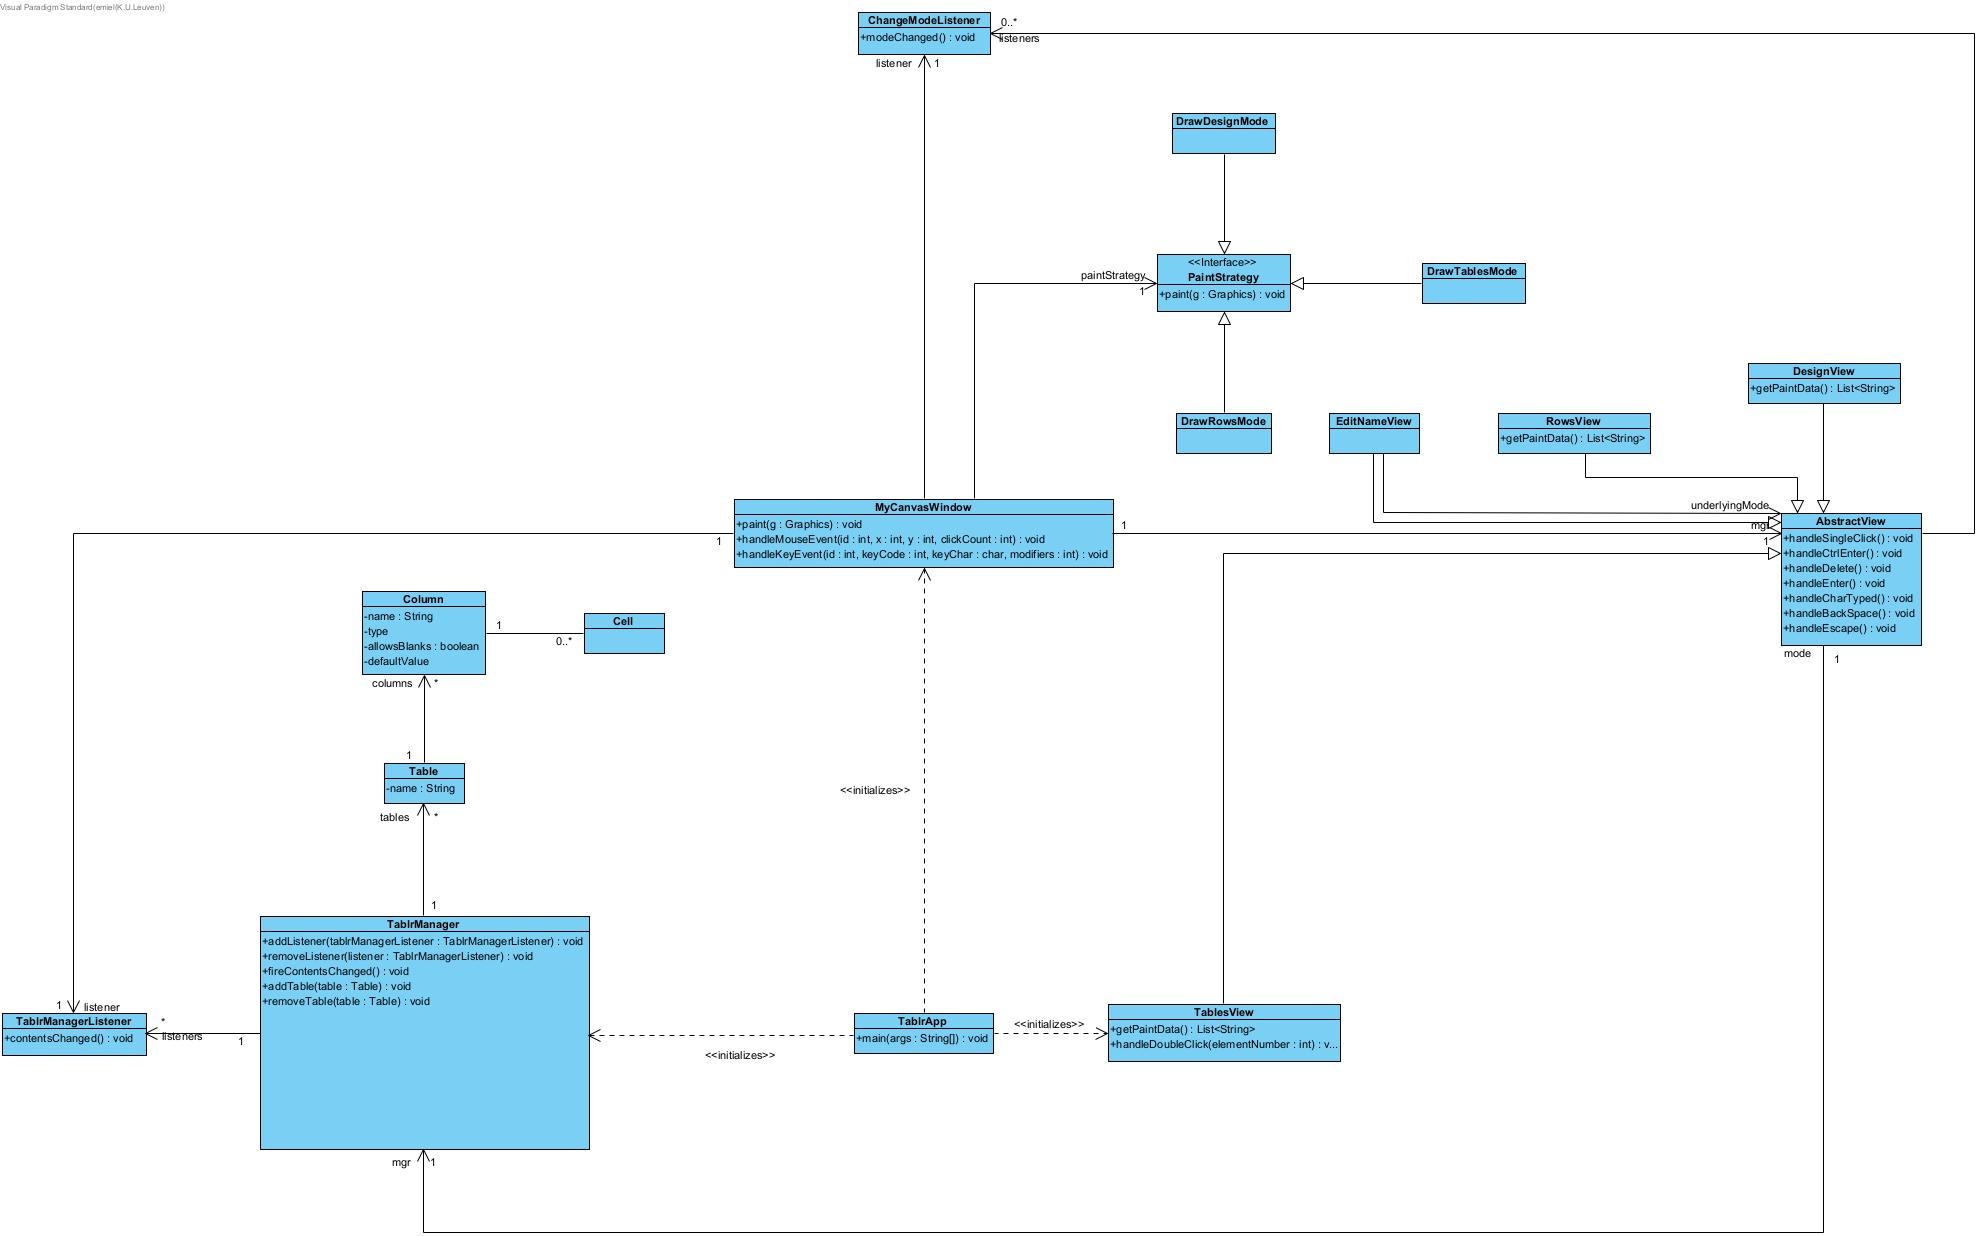 Visual Paradigm Standard(emiel(K.U.Leuven))
ChangeModeListener
+modeChanged() : void
0..*
listeners
listener
1
DrawDesignMode
<<Interface>>
PaintStrategy
+paint(g : Graphics) : void
paintStrategy
1
DrawTablesMode
DrawRowsMode
EditNameView
RowsView
+getPaintData() : List<String>
DesignView
+getPaintData() : List<String>
MyCanvasWindow
+paint(g : Graphics) : void
+handleMouseEvent(id : int, x : int, y : int, clickCount : int) : void
+handleKeyEvent(id : int, keyCode : int, keyChar : char, modifiers : int) : void
1
1
underlyingMode
mgr
1
AbstractView
+handleSingleClick() : void
+handleCtrlEnter() : void
+handleDelete() : void
+handleEnter() : void
+handleCharTyped() : void
+handleBackSpace() : void
+handleEscape() : void
mode
1
Column
-name : String
-type
-allowsBlanks : boolean
-defaultValue
1
0..*
Cell
columns
*
1
Table
-name : String
tables
*
1
<<initializes>>
TablrManager
+addListener(tablrManagerListener : TablrManagerListener) : void
+removeListener(listener : TablrManagerListener) : void
+fireContentsChanged() : void
+addTable(table : Table) : void
+removeTable(table : Table) : void
1
listener
TablrManagerListener
+contentsChanged() : void
*
listeners
1
TablrApp
+main(args : String[]) : void
<<initializes>>
<<initializes>>
TablesView
+getPaintData() : List<String>
+handleDoubleClick(elementNumber : int) : v...
mgr
1